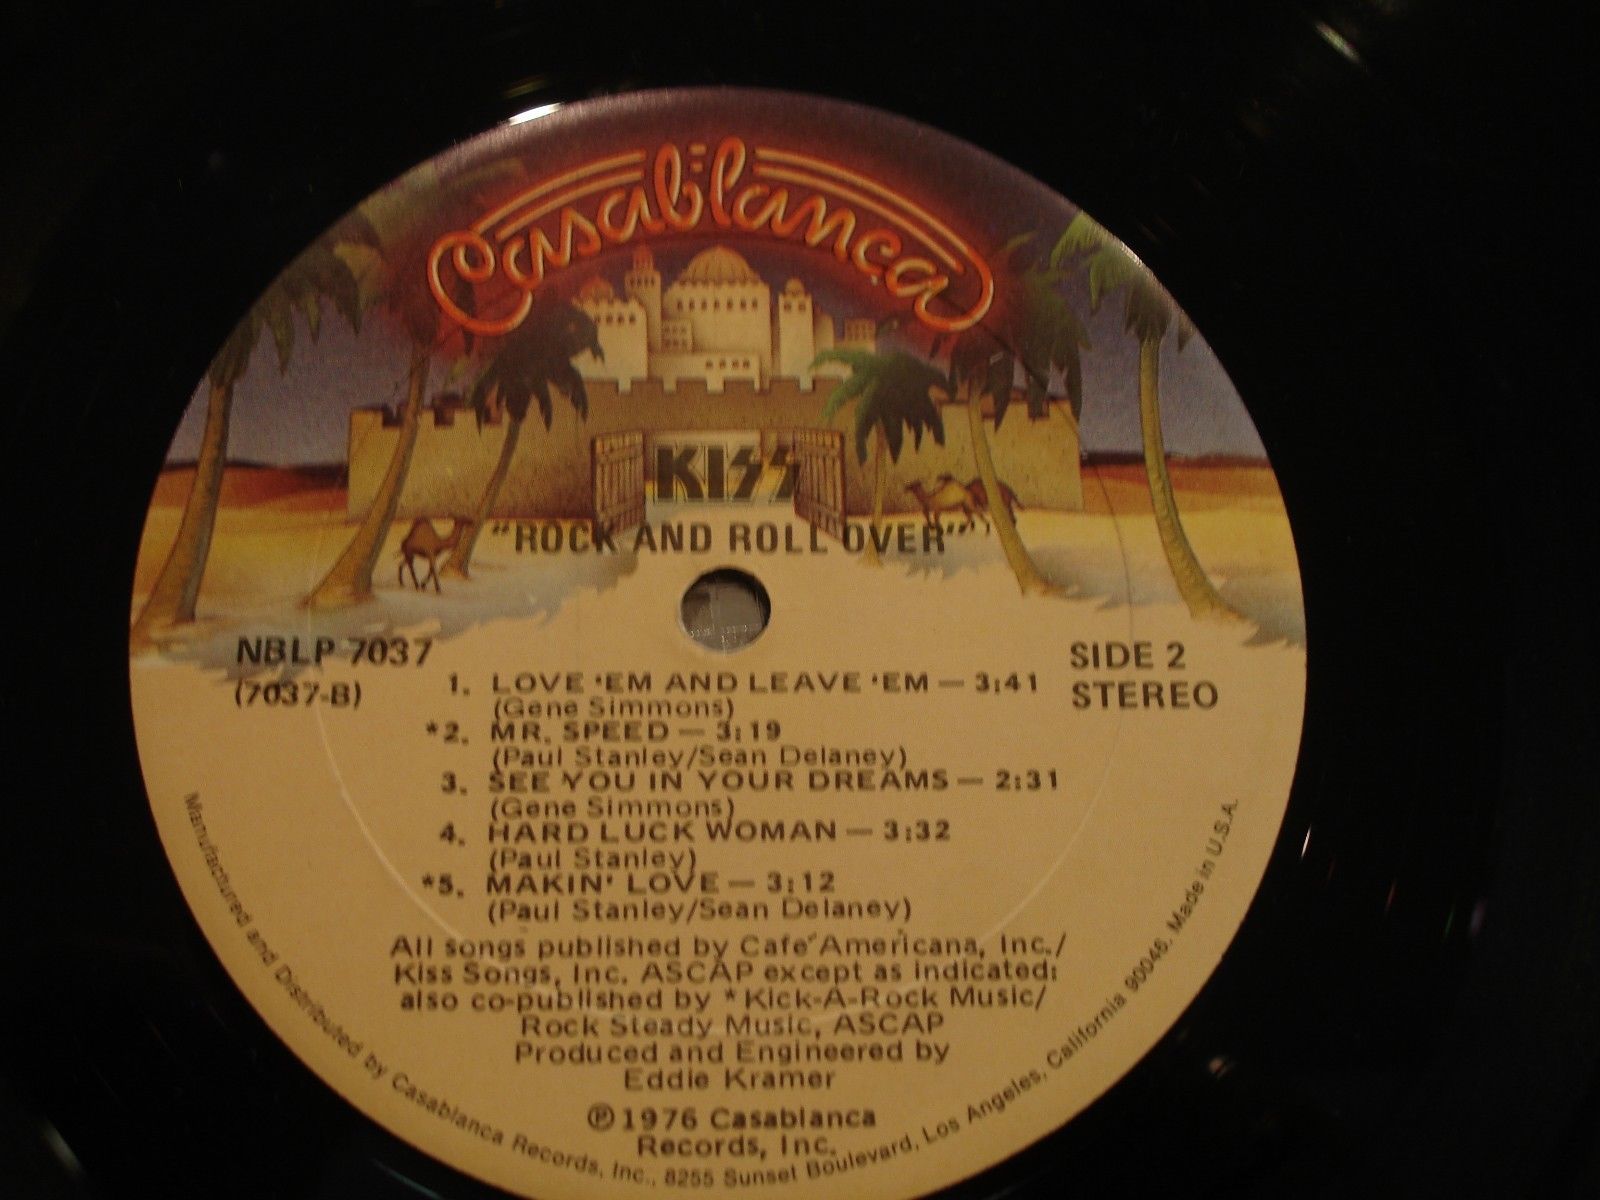 Casablanca
KISS
"ROCK AND ROLL OVER"
NBLP 7037
(7037-B)
SIDE 2
STEREO
1. LOVE 'EM AND LEAVE 'EM — 3:41
(Gene Simmons)
*2. MR. SPEED — 3:19
(Paul Stanley/Sean Delaney)
3. SEE YOU IN YOUR DREAMS — 2:31
(Gene Simmons)
4. HARD LUCK WOMAN — 3:32
(Paul Stanley)
*5. MAKIN' LOVE — 3:12
(Paul Stanley/Sean Delaney)
All songs published by Cafe' Americana, Inc./
Kiss Songs, Inc. ASCAP except as indicated:
also co-published by *Kick-A-Rock Music/
Rock Steady Music, ASCAP
Produced and Engineered by
Eddie Kramer
℗ 1976 Casablanca
Records, Inc.
Manufactured and Distributed by Casablanca Records, Inc., 8255 Sunset Boulevard, Los Angeles, California 90046, Made in U.S.A.